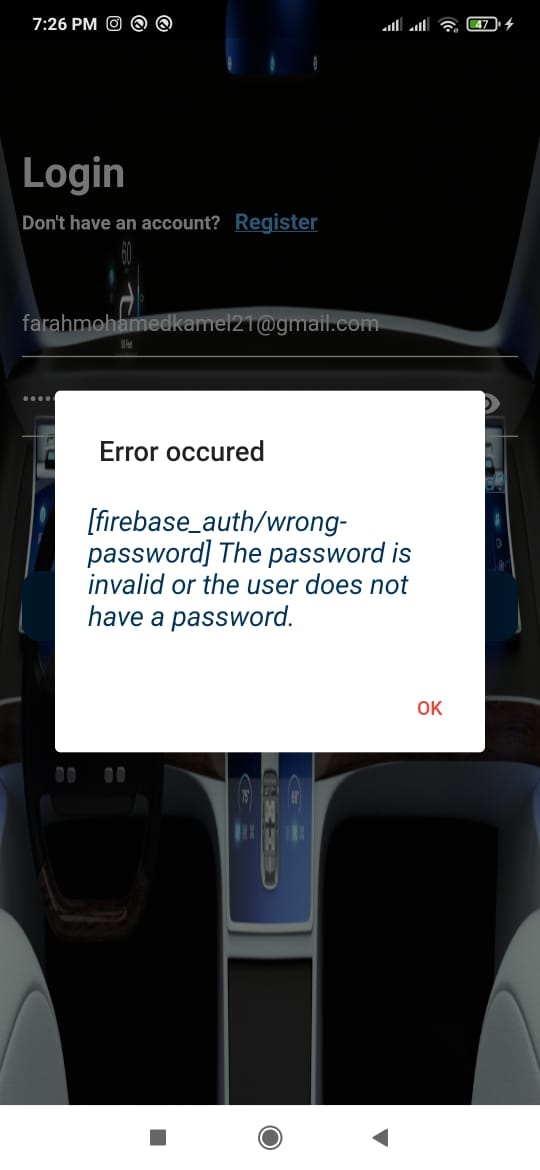 7:26 PM
47
Login
Don't have an account? Register
60
farahmohamedkamel21@gmail.com
Error occured
[firebase_auth/wrong-
password] The password is
invalid or the user does not
have a password.
OK